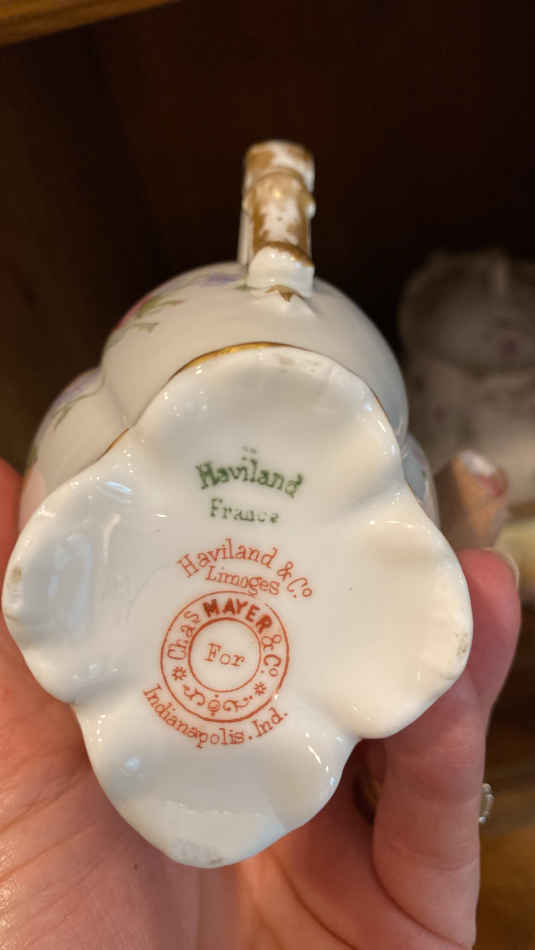 Haviland
France
Haviland & Co
Limoges
Chas MAYER & Co
For
Indianapolis. Ind.